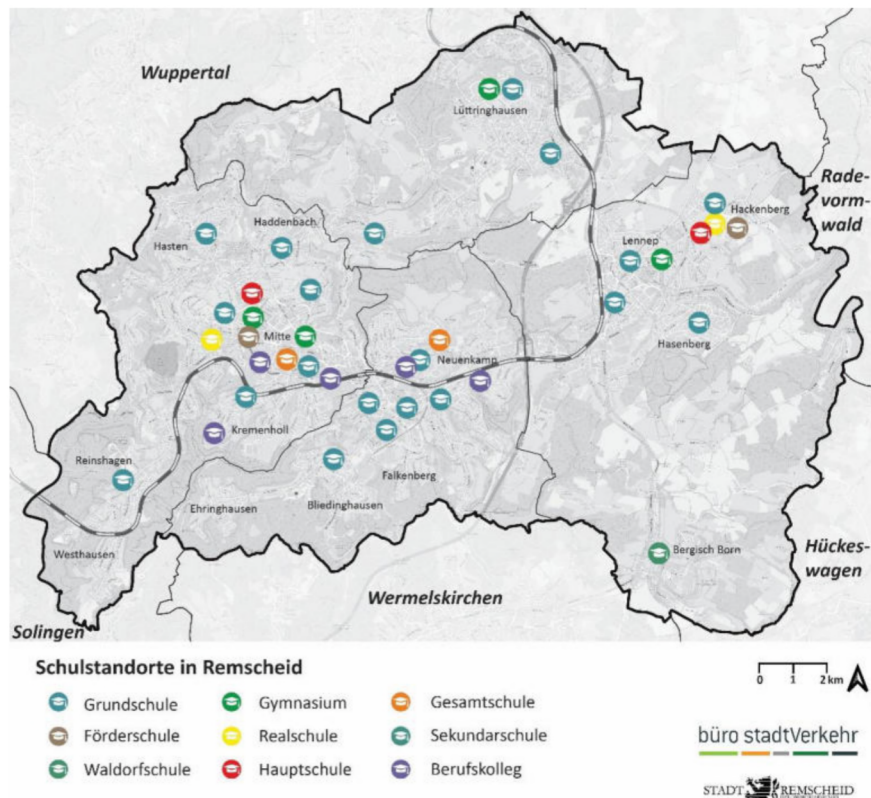 Wuppertal
Lüttringhausen
Rade-
vorm-
wald
Hackenberg
Haddenbach
Hasten
Lennep
Mitte
Neuenkamp
Hasenberg
Kremenholl
Reinshagen
Falkenberg
Ehringhausen
Bliedinghausen
Westhausen
Bergisch Born
Hückes-
wagen
Wermelskirchen
Solingen
Schulstandorte in Remscheid
0 1 2 km
Grundschule
Gymnasium
Gesamtschule
Förderschule
Realschule
Sekundarschule
Waldorfschule
Hauptschule
Berufskolleg
büro stadtVerkehr
STADT REMSCHEID